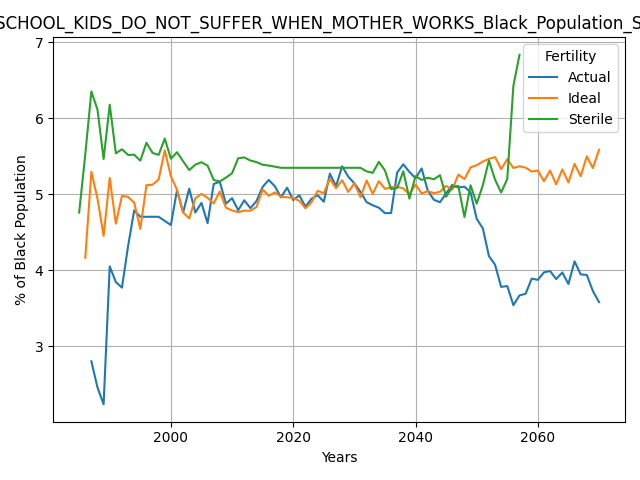 SCHOOL_KIDS_DO_NOT_SUFFER_WHEN_MOTHER_WORKS_Black_Population_S
7
6
5
4
3
% of Black Population
Fertility
Actual
Ideal
Sterile
2000 2020 2040 2060
Years